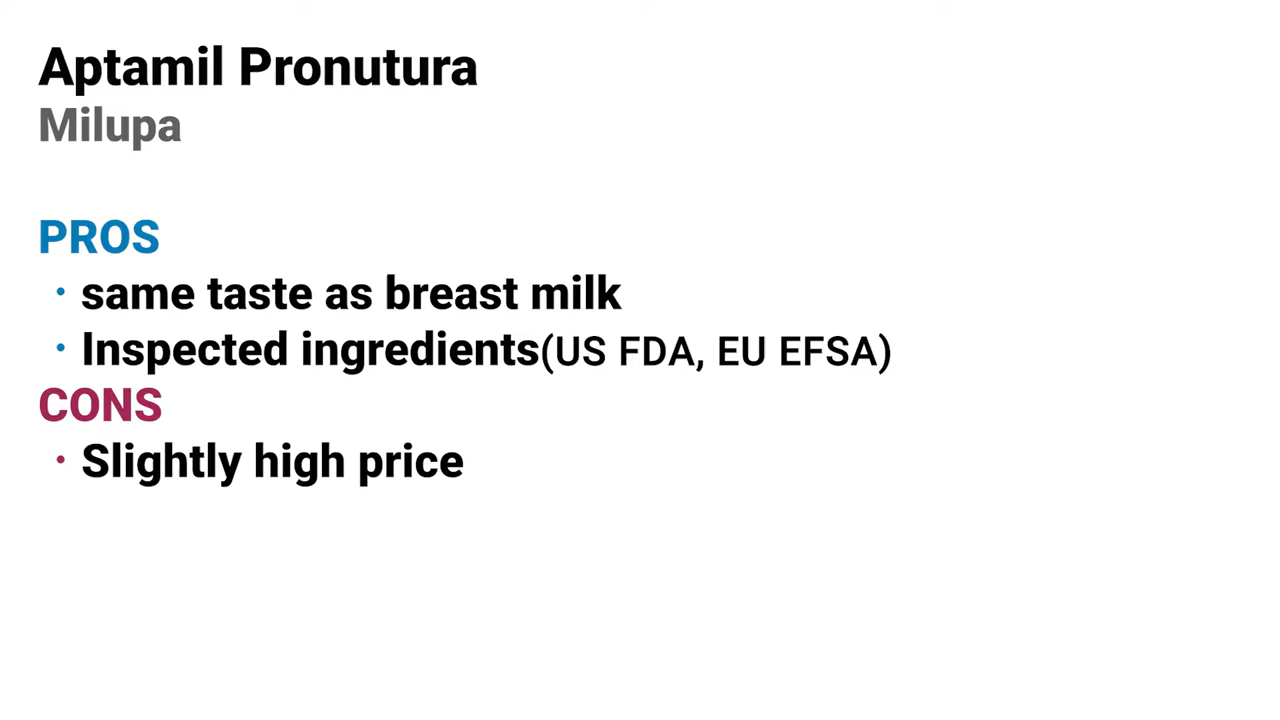 Aptamil Pronutura
Milupa
PROS
· same taste as breast milk
· Inspected ingredients(US FDA, EU EFSA)
CONS
· Slightly high price